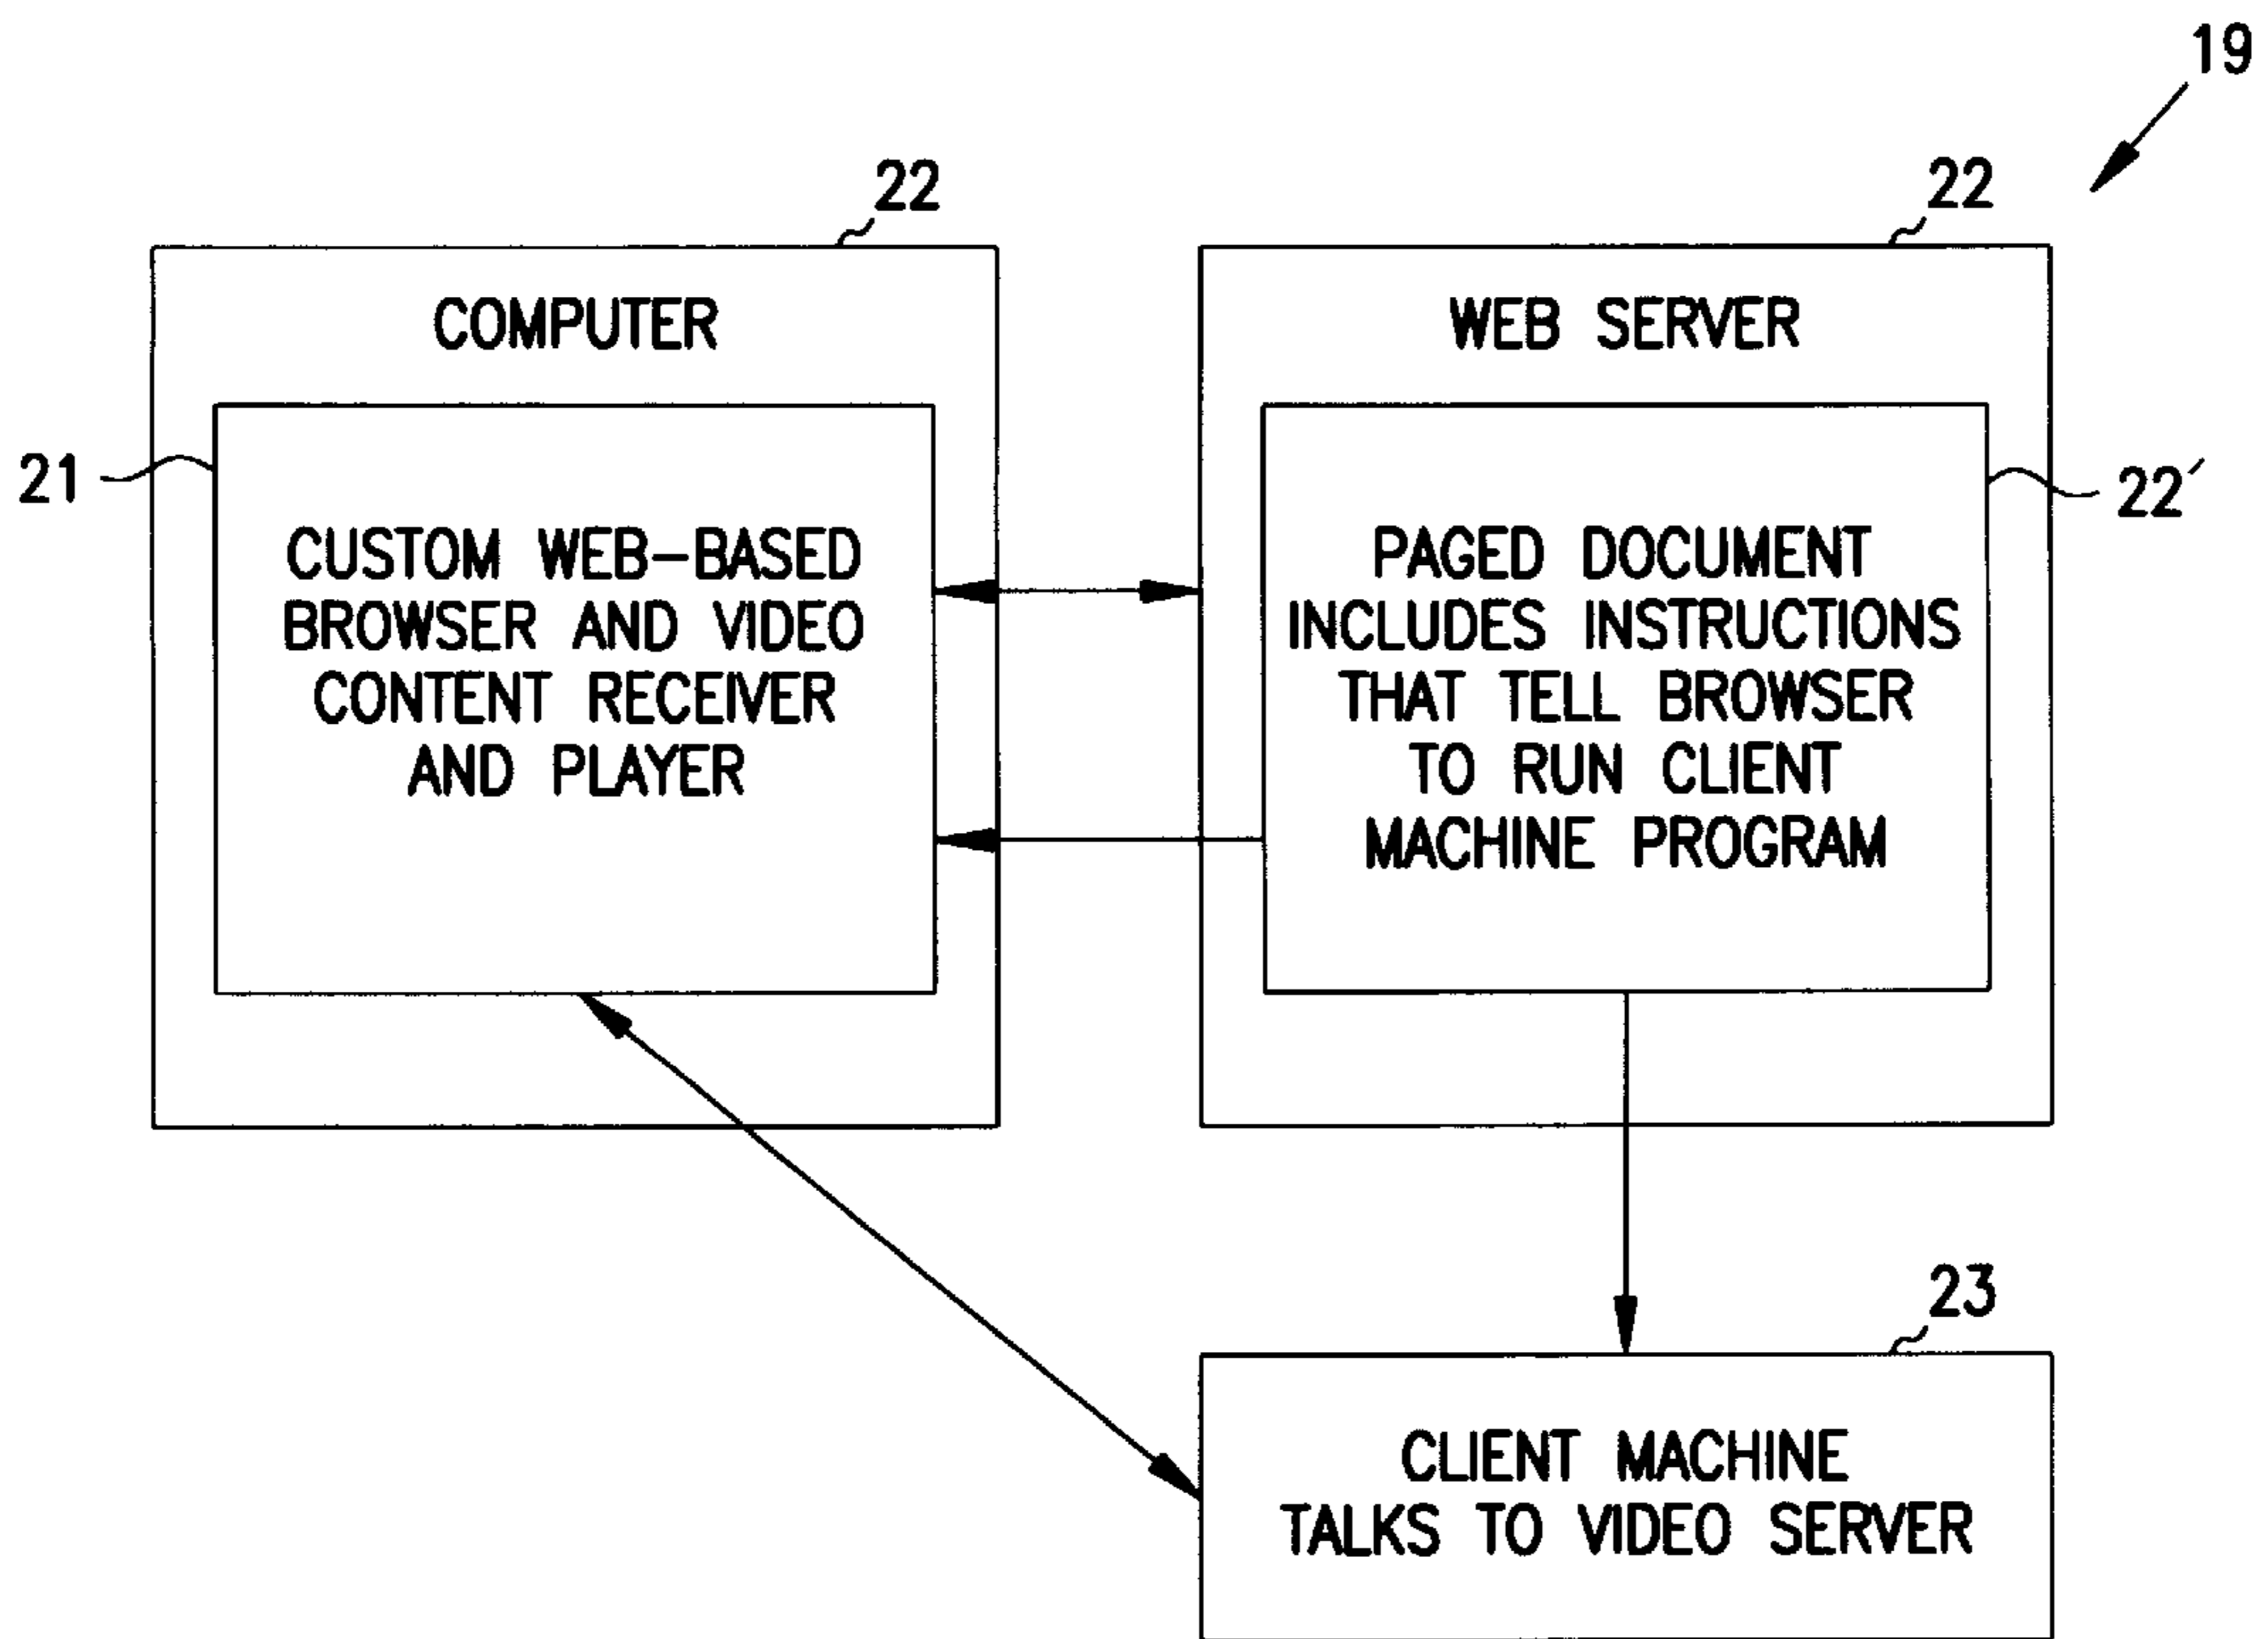 19
22
22
COMPUTER
WEB SERVER
21
22′
CUSTOM WEB-BASED
BROWSER AND VIDEO
CONTENT RECEIVER
AND PLAYER
PAGED DOCUMENT
INCLUDES INSTRUCTIONS
THAT TELL BROWSER
TO RUN CLIENT
MACHINE PROGRAM
23
CLIENT MACHINE
TALKS TO VIDEO SERVER